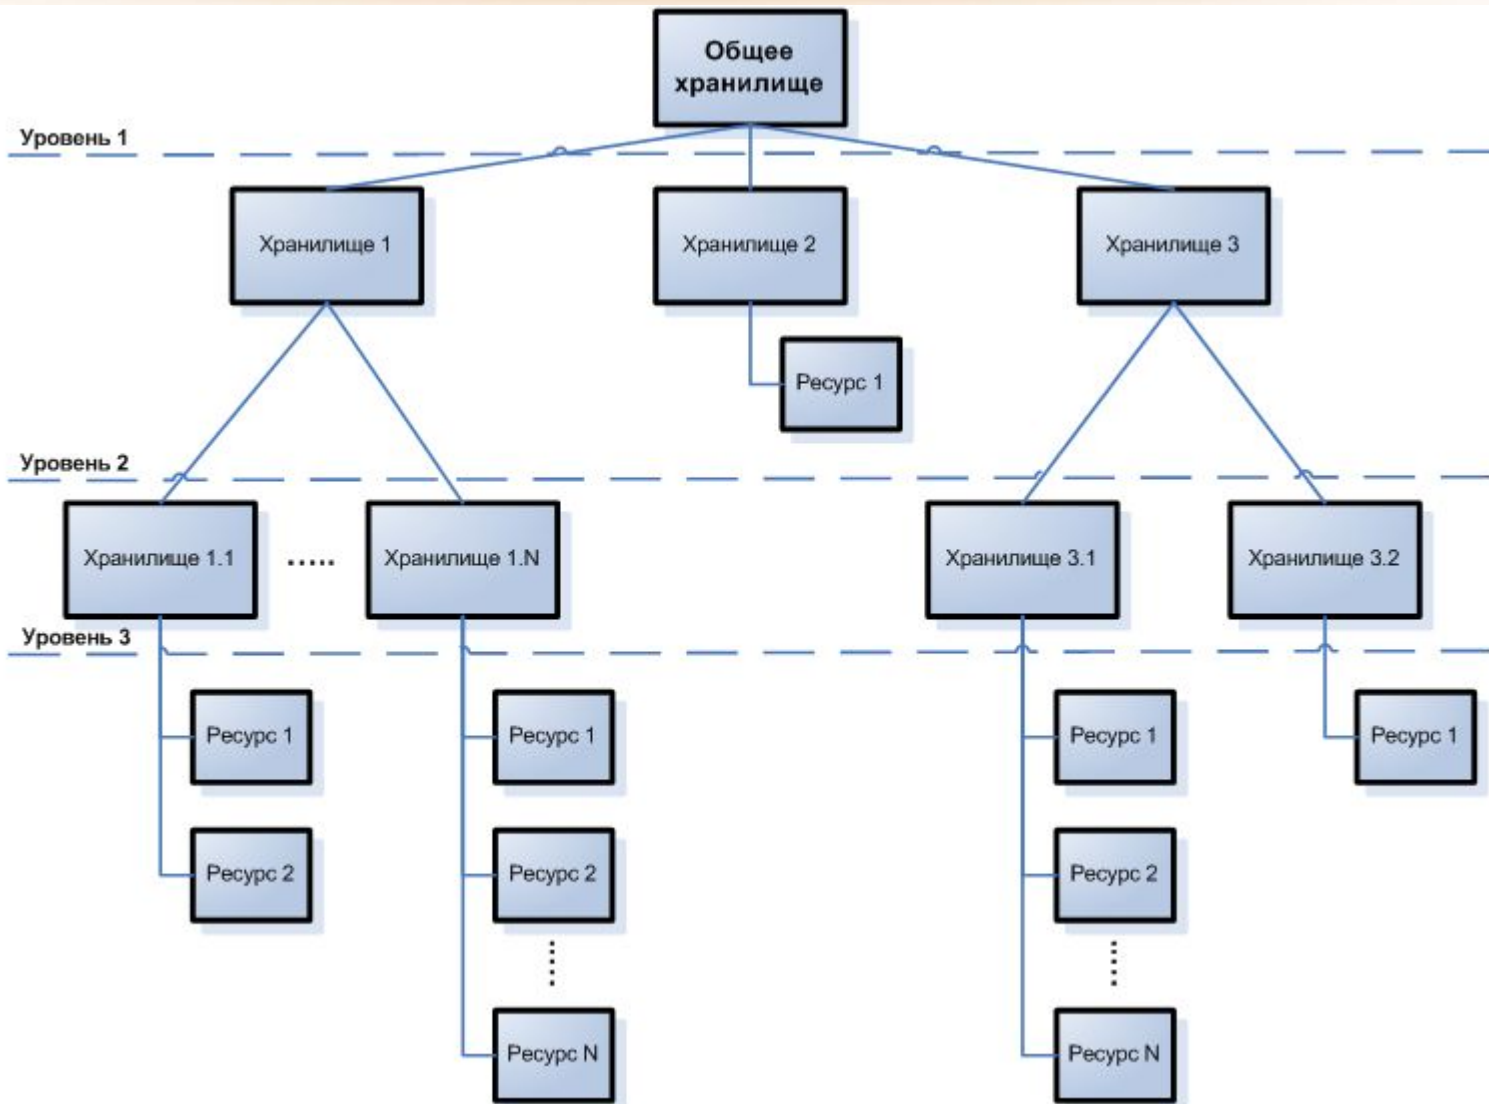 Общее
хранилище
Уровень 1
Хранилище 1
Хранилище 2
Хранилище 3
Ресурс 1
Уровень 2
Хранилище 1.1
.....
Хранилище 1.N
Хранилище 3.1
Хранилище 3.2
Уровень 3
Ресурс 1
Ресурс 1
Ресурс 1
Ресурс 1
Ресурс 2
Ресурс 2
Ресурс 2
Ресурс N
Ресурс N